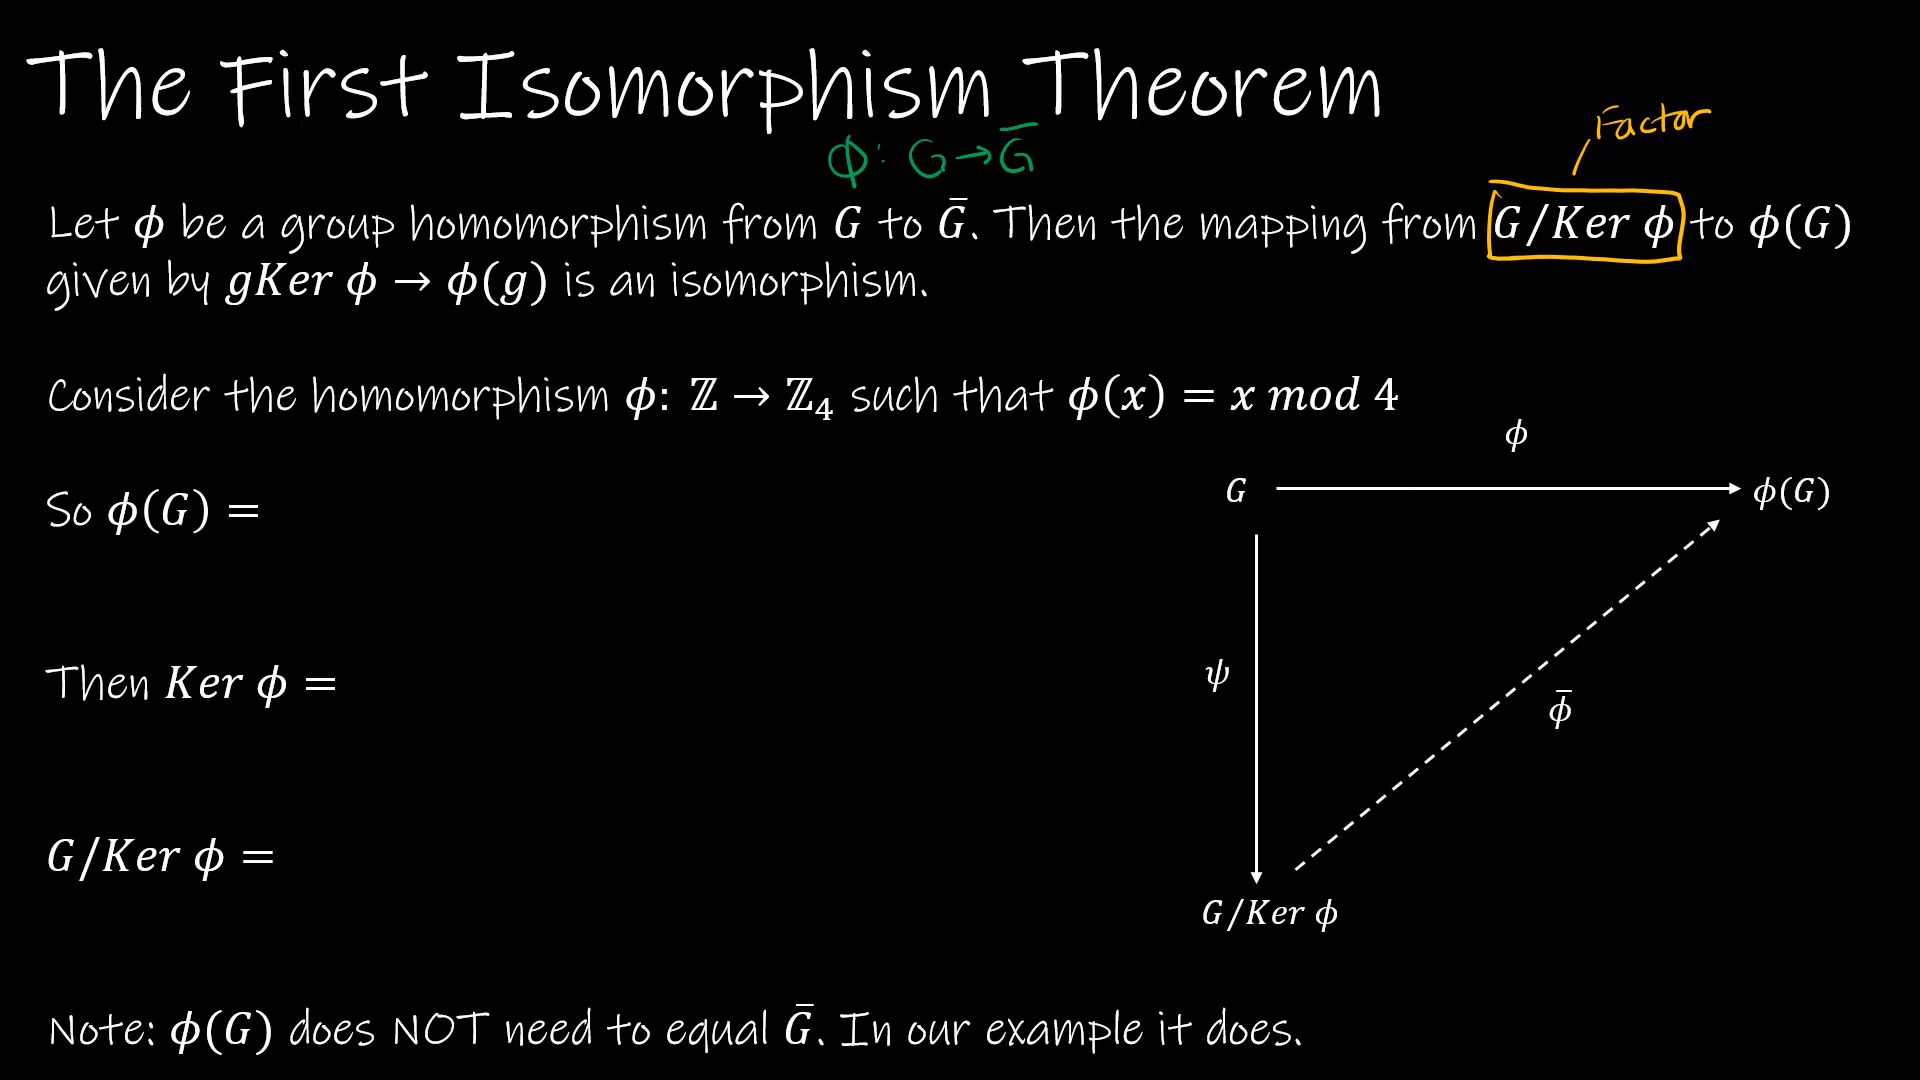 The First Isomorphism Theorem
Factor
Φ: G→G̅
Let ϕ be a group homomorphism from G to G̅. Then the mapping from G/Ker ϕ to ϕ(G)
given by gKer ϕ → ϕ(g) is an isomorphism.
Consider the homomorphism ϕ: ℤ → ℤ₄ such that ϕ(x) = x mod 4
ϕ
G
ϕ(G)
So ϕ(G) =
Then Ker ϕ =
ψ
ϕ̅
G/Ker ϕ =
G/Ker ϕ
Note: ϕ(G) does NOT need to equal G̅. In our example it does.